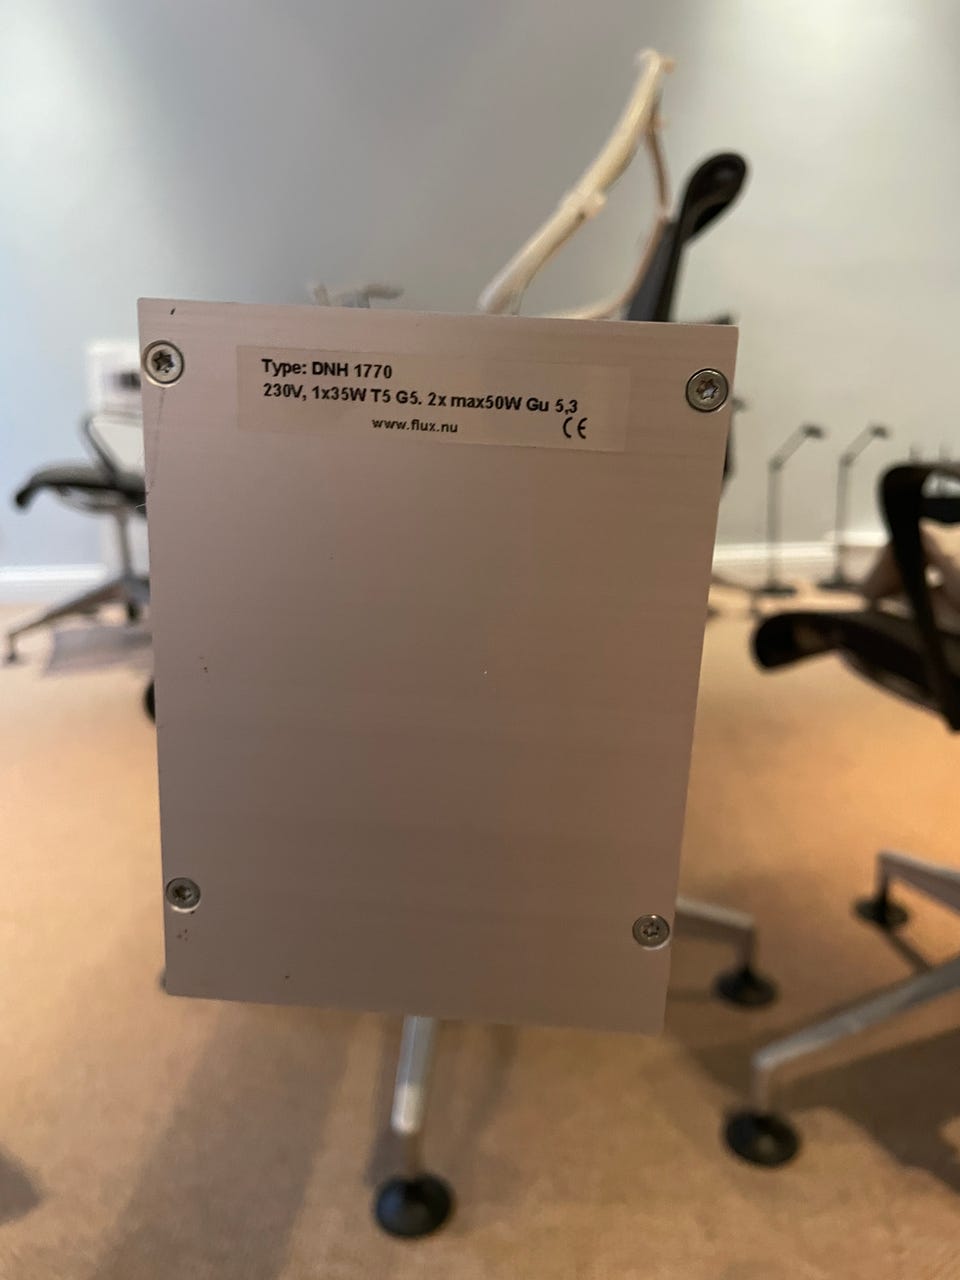 Type: DNH 1770
230V, 1x35W T5 G5. 2x max50W Gu 5,3
www.flux.nu
CE